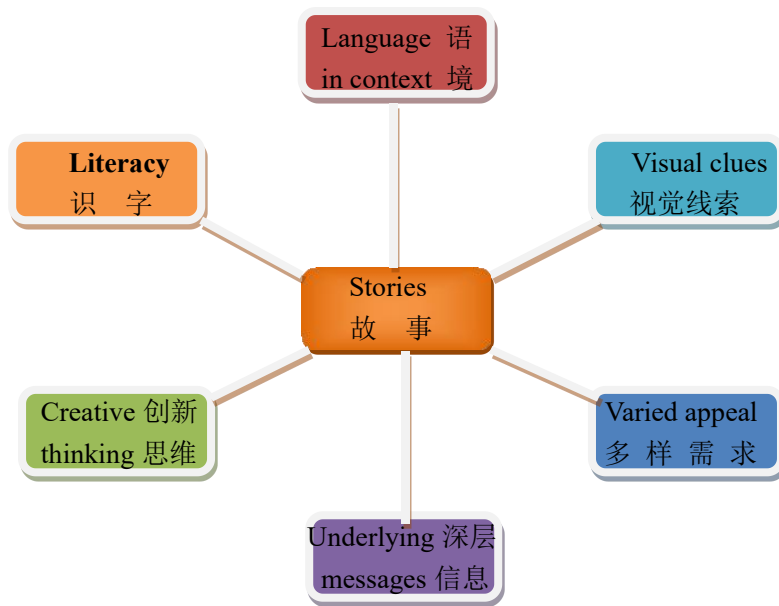 Language 语
in context 境
Literacy
识 字
Visual clues
视觉线索
Stories
故 事
Creative 创新
thinking 思维
Varied appeal
多 样 需 求
Underlying 深层
messages 信息